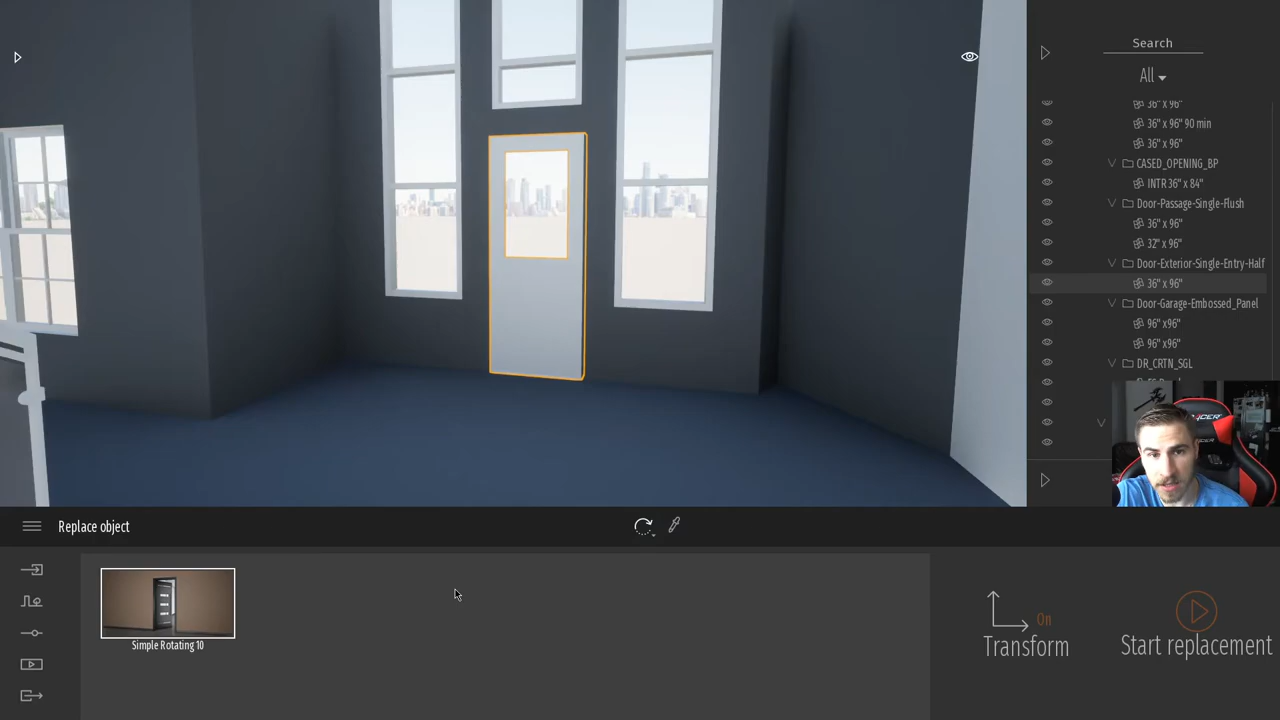 Search
All
36" x 96"
36" x 96" 90 min
36" x 96"
CASED_OPENING_BP
INTR 36" x 84"
Door-Passage-Single-Flush
36" x 96"
32" x 96"
Door-Exterior-Single-Entry-Half
36" x 96"
Door-Garage-Embossed_Panel
96" x96"
96" x96"
DR_CRTN_SGL
Replace object
Simple Rotating 10
On
Transform
Start replacement